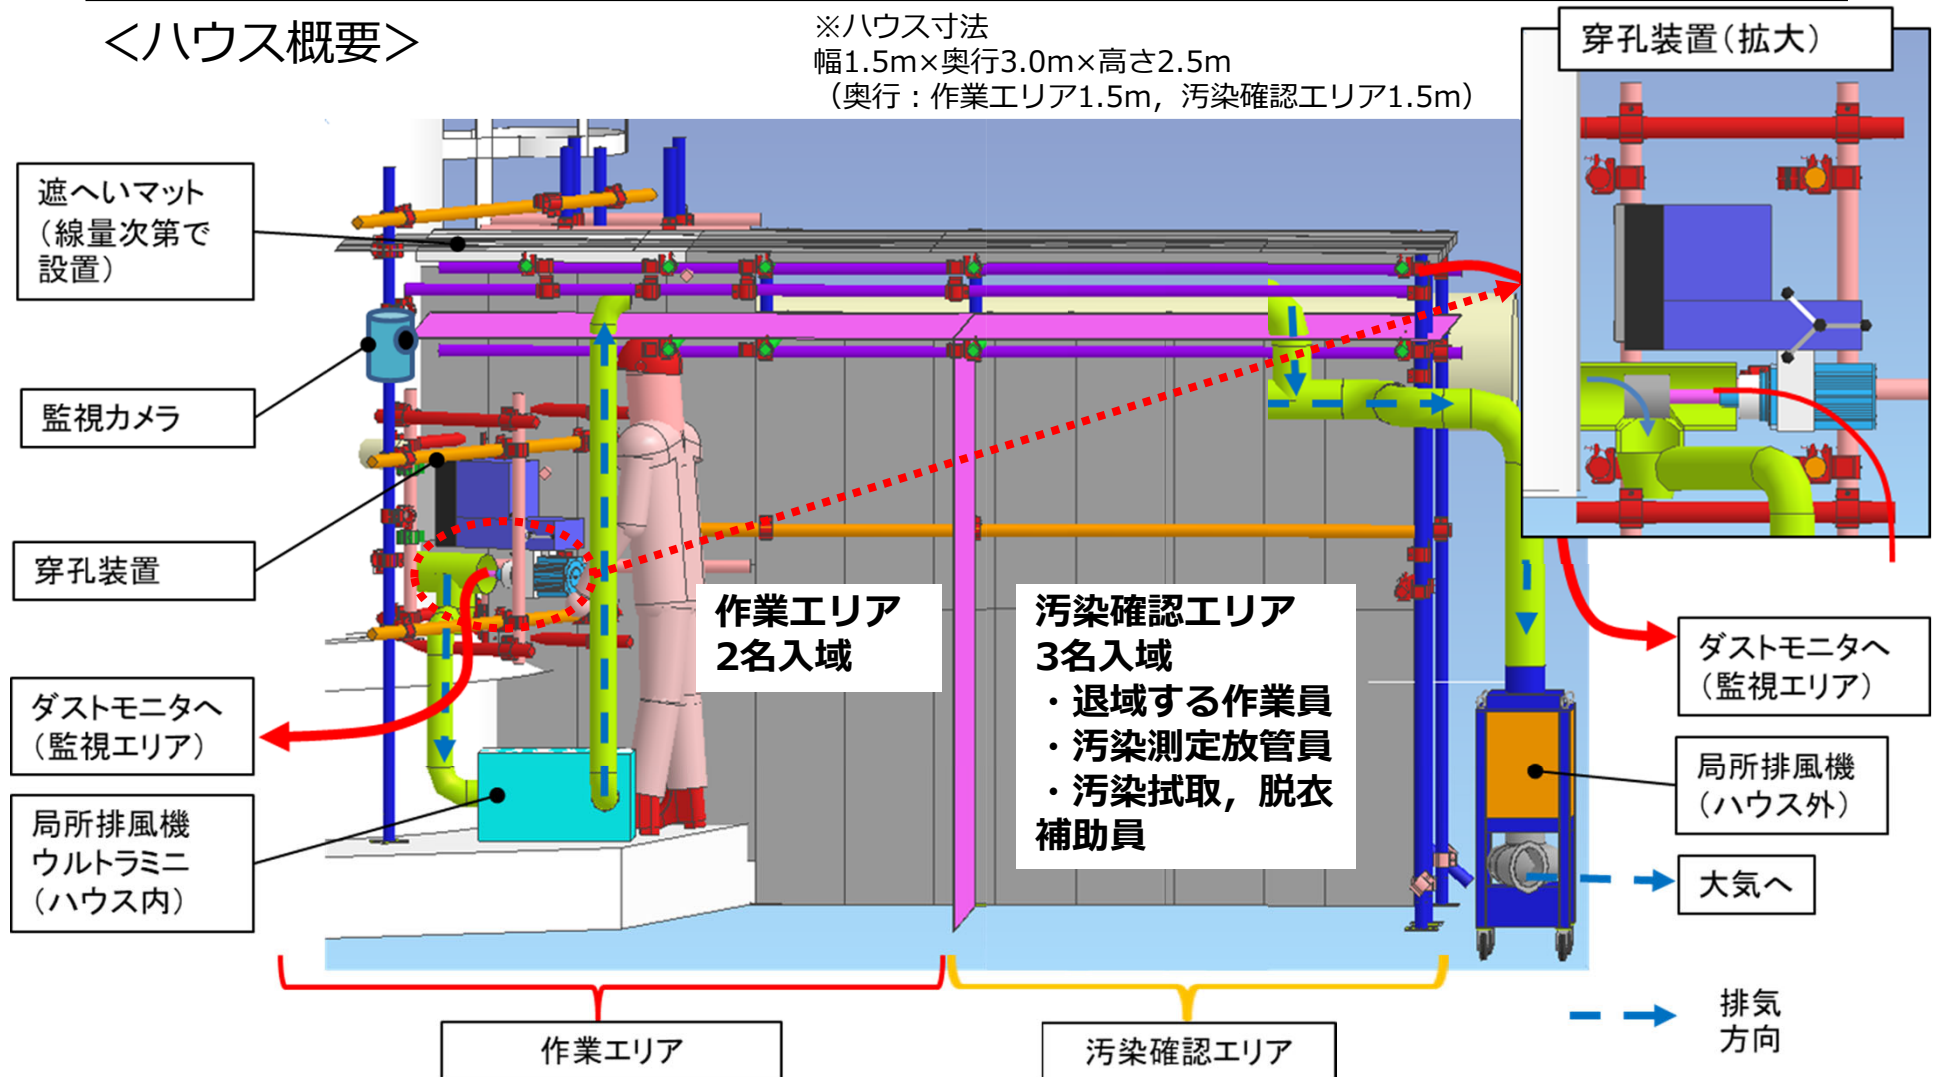 ＜ハウス概要＞
※ハウス寸法
幅1.5m×奥行3.0m×高さ2.5m
（奥行：作業エリア1.5m，汚染確認エリア1.5m）
穿孔装置（拡大）
遮へいマット
（線量次第で
設置）
監視カメラ
穿孔装置
ダストモニタへ
（監視エリア）
局所排風機
ウルトラミニ
（ハウス内）
作業エリア
2名入域
汚染確認エリア
3名入域
・退域する作業員
・汚染測定放管員
・汚染拭取，脱衣
補助員
ダストモニタへ
（監視エリア）
局所排風機
（ハウス外）
大気へ
排気
方向
作業エリア
汚染確認エリア